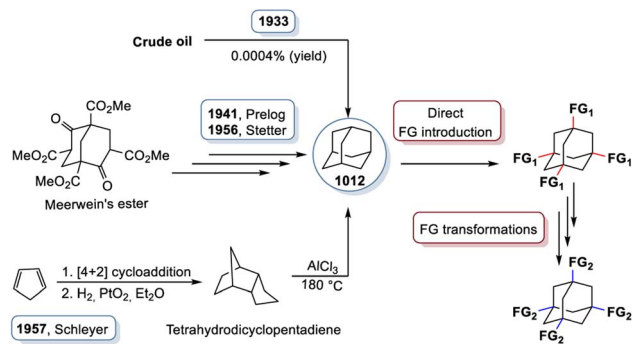 1933
Crude oil
0.0004% (yield)
CO₂Me
O
MeO₂C
CO₂Me
MeO₂C
O
Meerwein's ester
1941, Prelog
1956, Stetter
1012
Direct
FG introduction
FG₁
FG₁
FG₁
FG₁
FG transformations
FG₂
FG₂
FG₂
FG₂
1. [4+2] cycloaddition
2. H₂, PtO₂, Et₂O
AlCl₃
180 °C
1957, Schleyer
Tetrahydrodicyclopentadiene